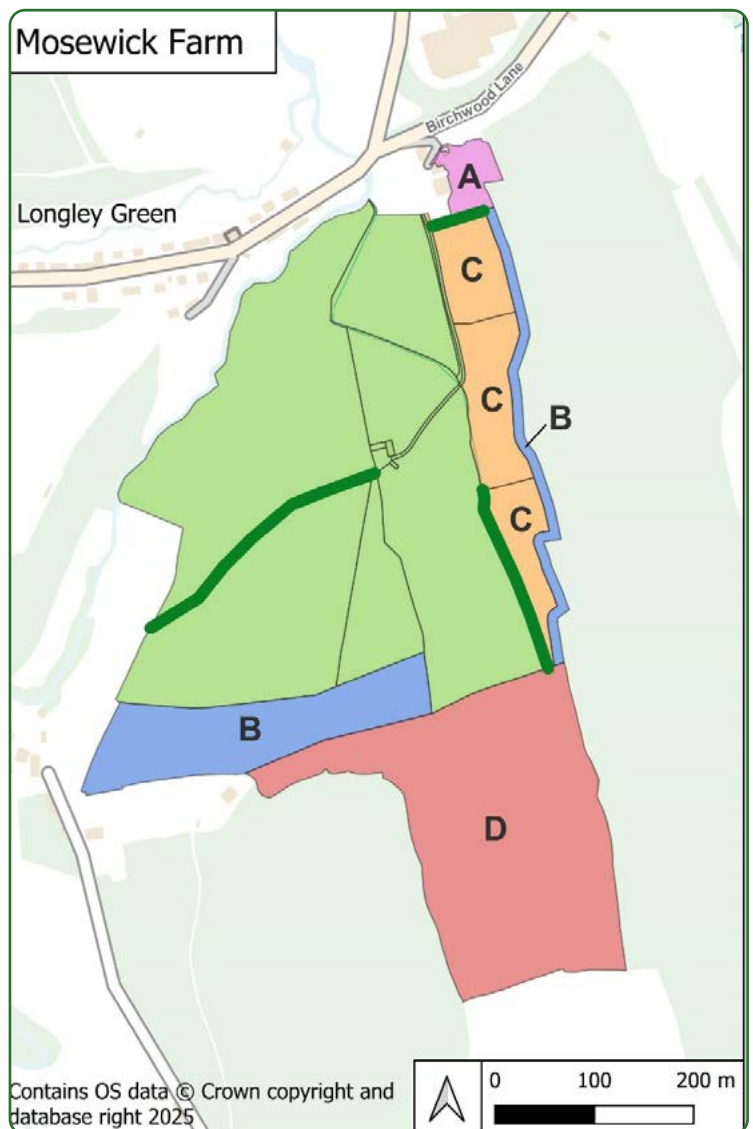 Mosewick Farm
Birchwood Lane
A
Longley Green
C
C
B
C
B
D
Contains OS data © Crown copyright and
database right 2025
0 100 200 m